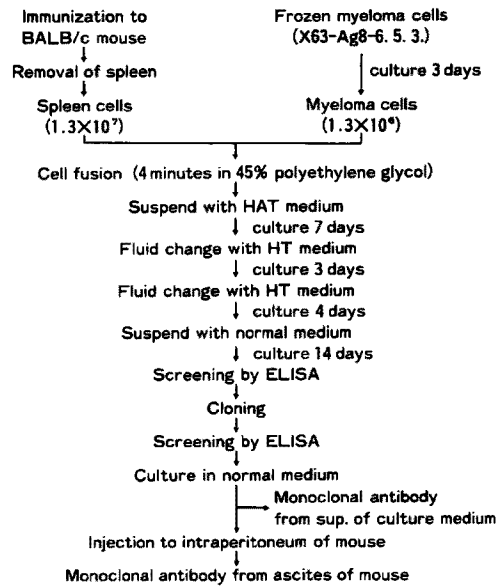 Immunization to
BALB/c mouse
Removal of spleen
Spleen cells
(1.3×10⁷)
Frozen myeloma cells
(X63-Ag8-6. 5. 3.)
culture 3 days
Myeloma cells
(1.3×10⁶)
Cell fusion (4 minutes in 45% polyethylene glycol)
Suspend with HAT medium
culture 7 days
Fluid change with HT medium
culture 3 days
Fluid change with HT medium
culture 4 days
Suspend with normal medium
culture 14 days
Screening by ELISA
Cloning
Screening by ELISA
Culture in normal medium
Monoclonal antibody
from sup. of culture medium
Injection to intraperitoneum of mouse
Monoclonal antibody from ascites of mouse